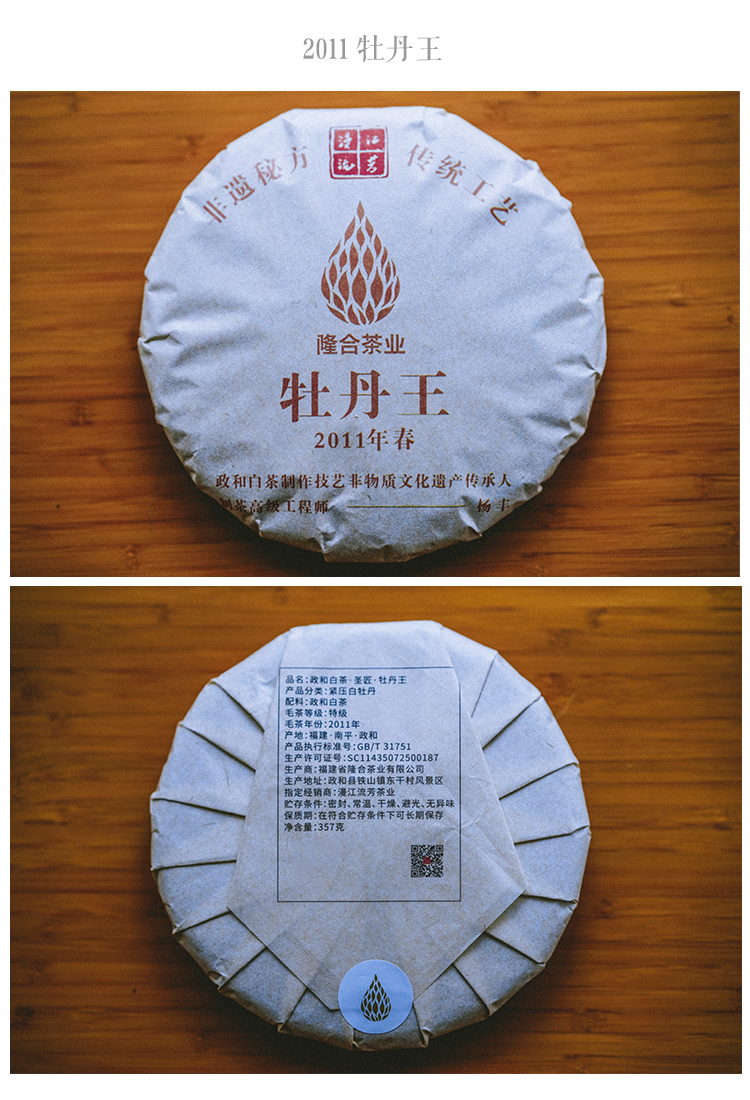 2011 牡丹王
漫江
流芳
非遗秘方 传统工艺
隆合茶业
牡丹王
2011年春
政和白茶制作技艺非物质文化遗产传承人
制茶高级工程师 ——— 杨丰
品名:政和白茶·圣匠·牡丹王
产品分类:紧压白牡丹
配料:政和白茶
毛茶等级:特级
毛茶年份:2011年
产地:福建·南平·政和
产品执行标准号:GB/T 31751
生产许可证号:SC11435072500187
生产商:福建省隆合茶业有限公司
生产地址:政和县铁山镇东干村风景区
指定经销商:漫江流芳茶业
贮存条件:密封、常温、干燥、避光、无异味
保质期:在符合贮存条件下可长期保存
净含量:357克